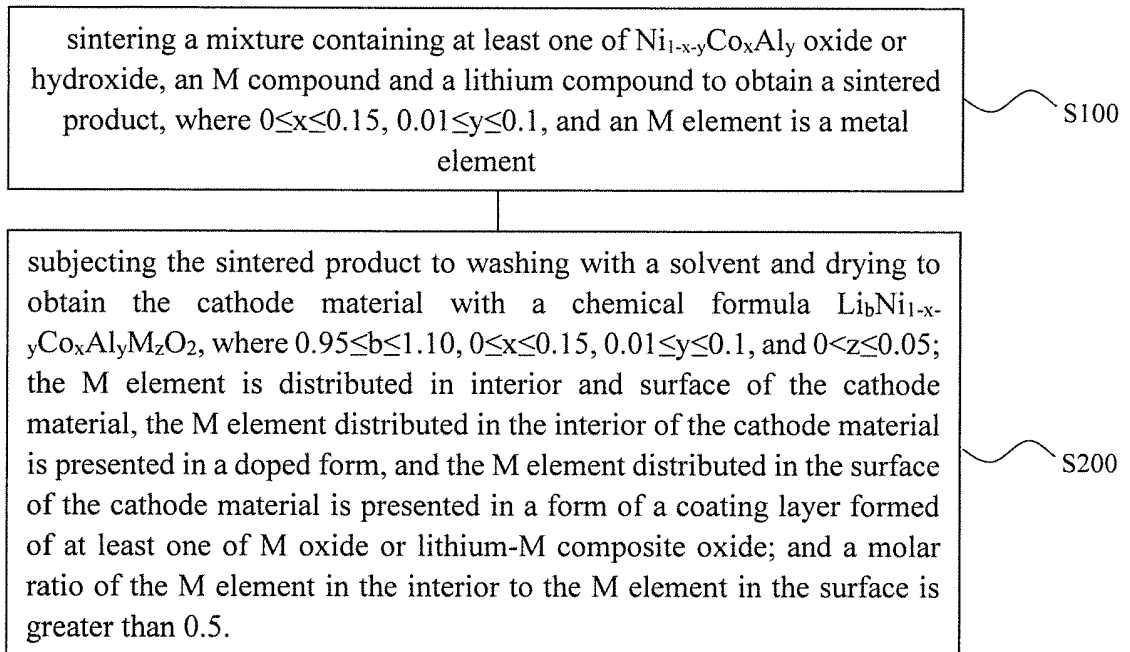 sintering a mixture containing at least one of Ni1-x-yCoxAly oxide or
hydroxide, an M compound and a lithium compound to obtain a sintered
product, where 0≤x≤0.15, 0.01≤y≤0.1, and an M element is a metal
element
S100
subjecting the sintered product to washing with a solvent and drying to
obtain the cathode material with a chemical formula LibNi1-x-
yCoxAlyMzO2, where 0.95≤b≤1.10, 0≤x≤0.15, 0.01≤y≤0.1, and 0<z≤0.05;
the M element is distributed in interior and surface of the cathode
material, the M element distributed in the interior of the cathode material
is presented in a doped form, and the M element distributed in the surface
of the cathode material is presented in a form of a coating layer formed
of at least one of M oxide or lithium-M composite oxide; and a molar
ratio of the M element in the interior to the M element in the surface is
greater than 0.5.
S200